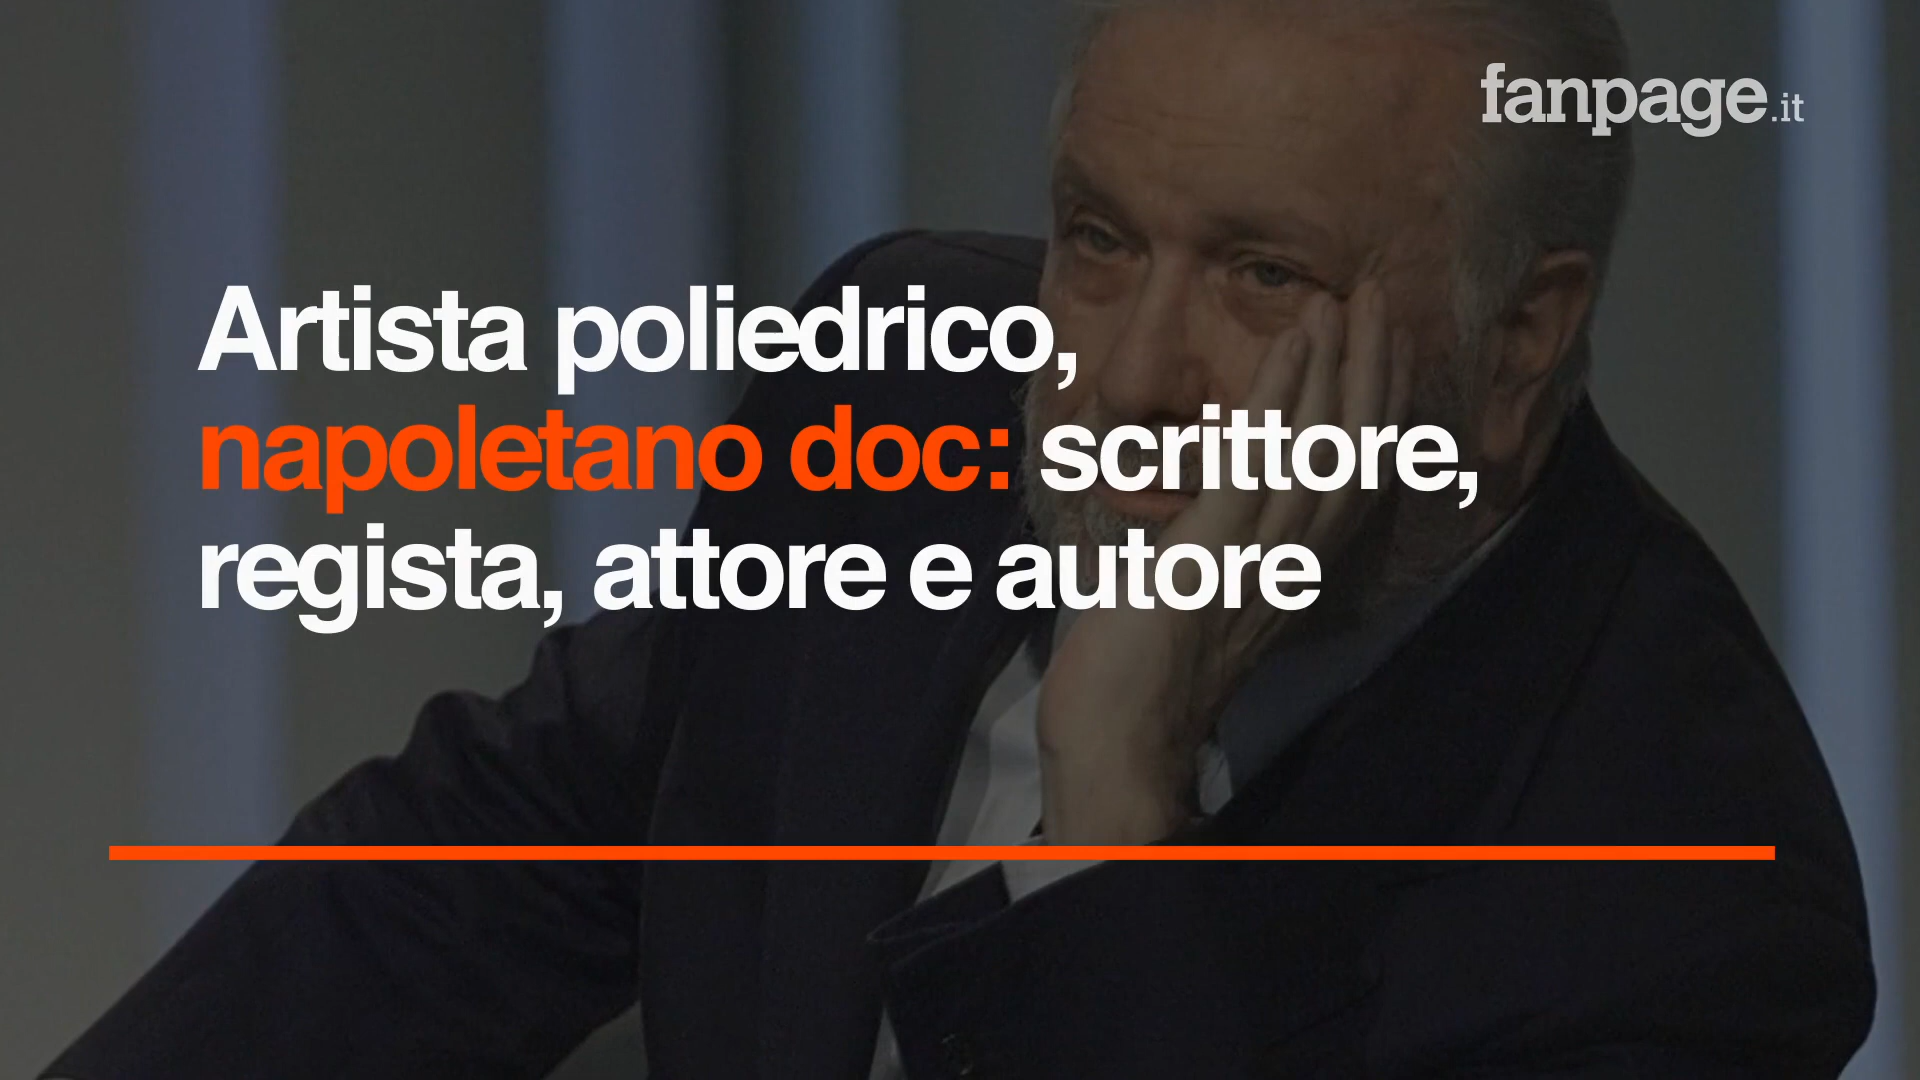 fanpage.it
Artista poliedrico,
napoletano doc: scrittore,
regista, attore e autore